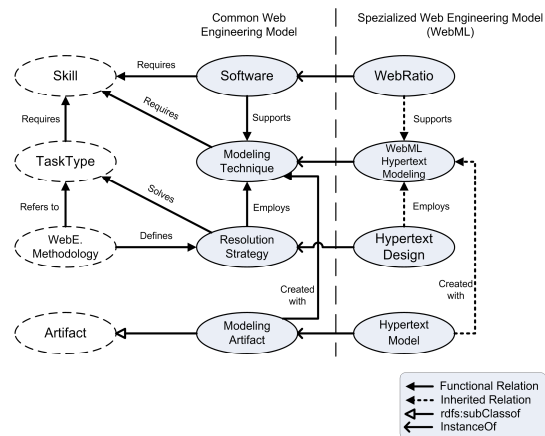 Common Web
Engineering Model
Spezialized Web Engineering Model
(WebML)
Skill
Requires
Software
WebRatio
Requires
Requires
Supports
Supports
TaskType
Modeling
Technique
WebML
Hypertext
Modeling
Refers to
Solves
Employs
Employs
WebE.
Methodology
Defines
Resolution
Strategy
Hypertext
Design
Created
with
Created
with
Artifact
Modeling
Artifact
Hypertext
Model
Functional Relation
Inherited Relation
rdfs:subClassof
InstanceOf